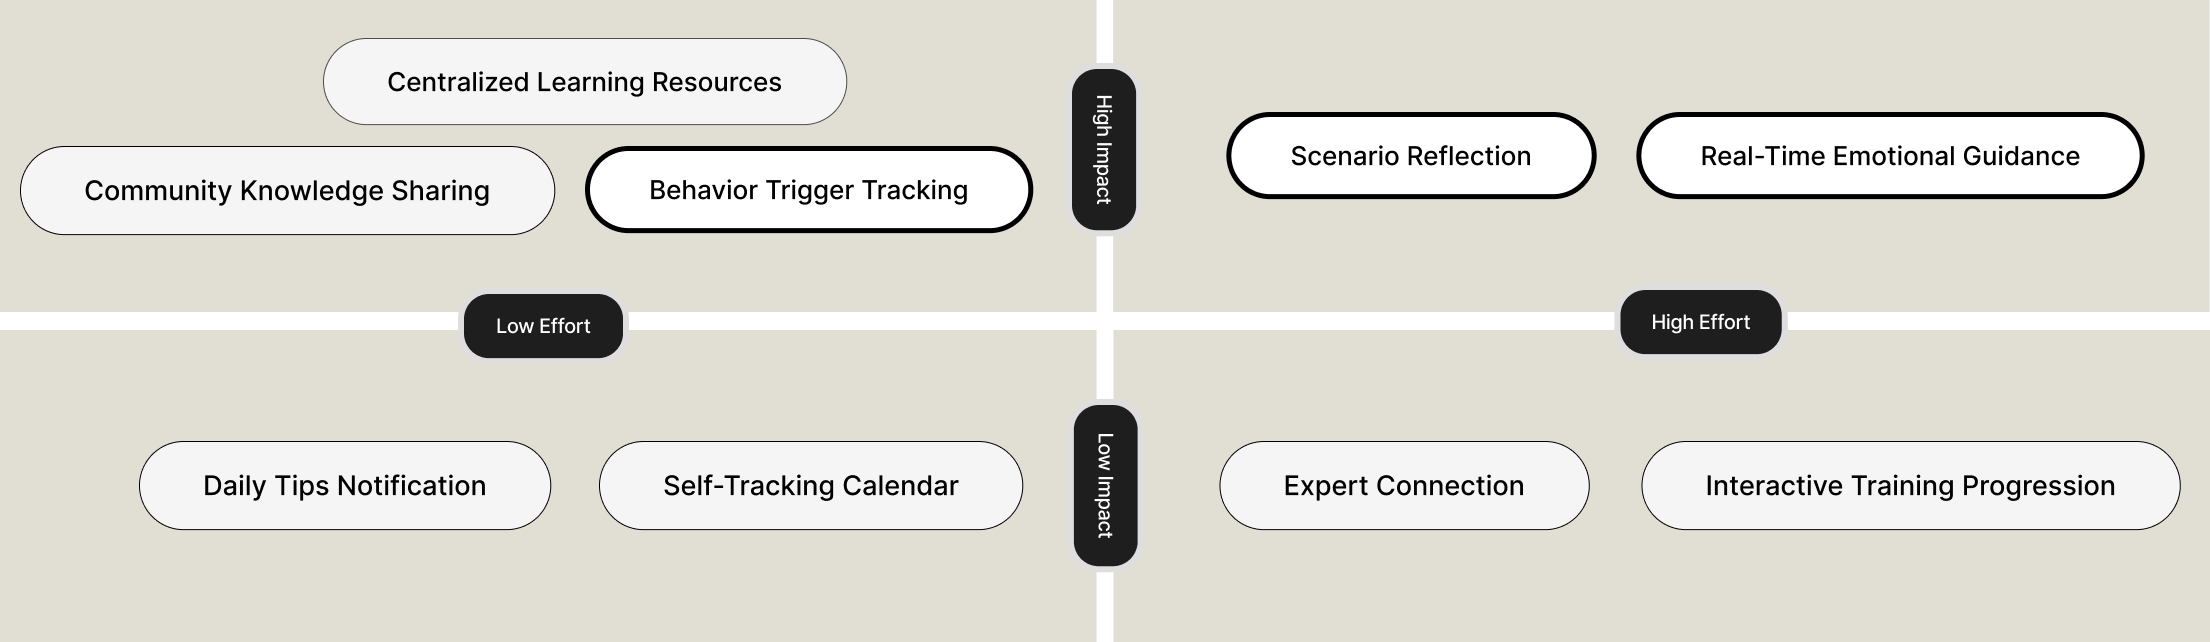 Centralized Learning Resources
Community Knowledge Sharing
Behavior Trigger Tracking
High Impact
Scenario Reflection
Real-Time Emotional Guidance
Low Effort
High Effort
Daily Tips Notification
Self-Tracking Calendar
Low Impact
Expert Connection
Interactive Training Progression